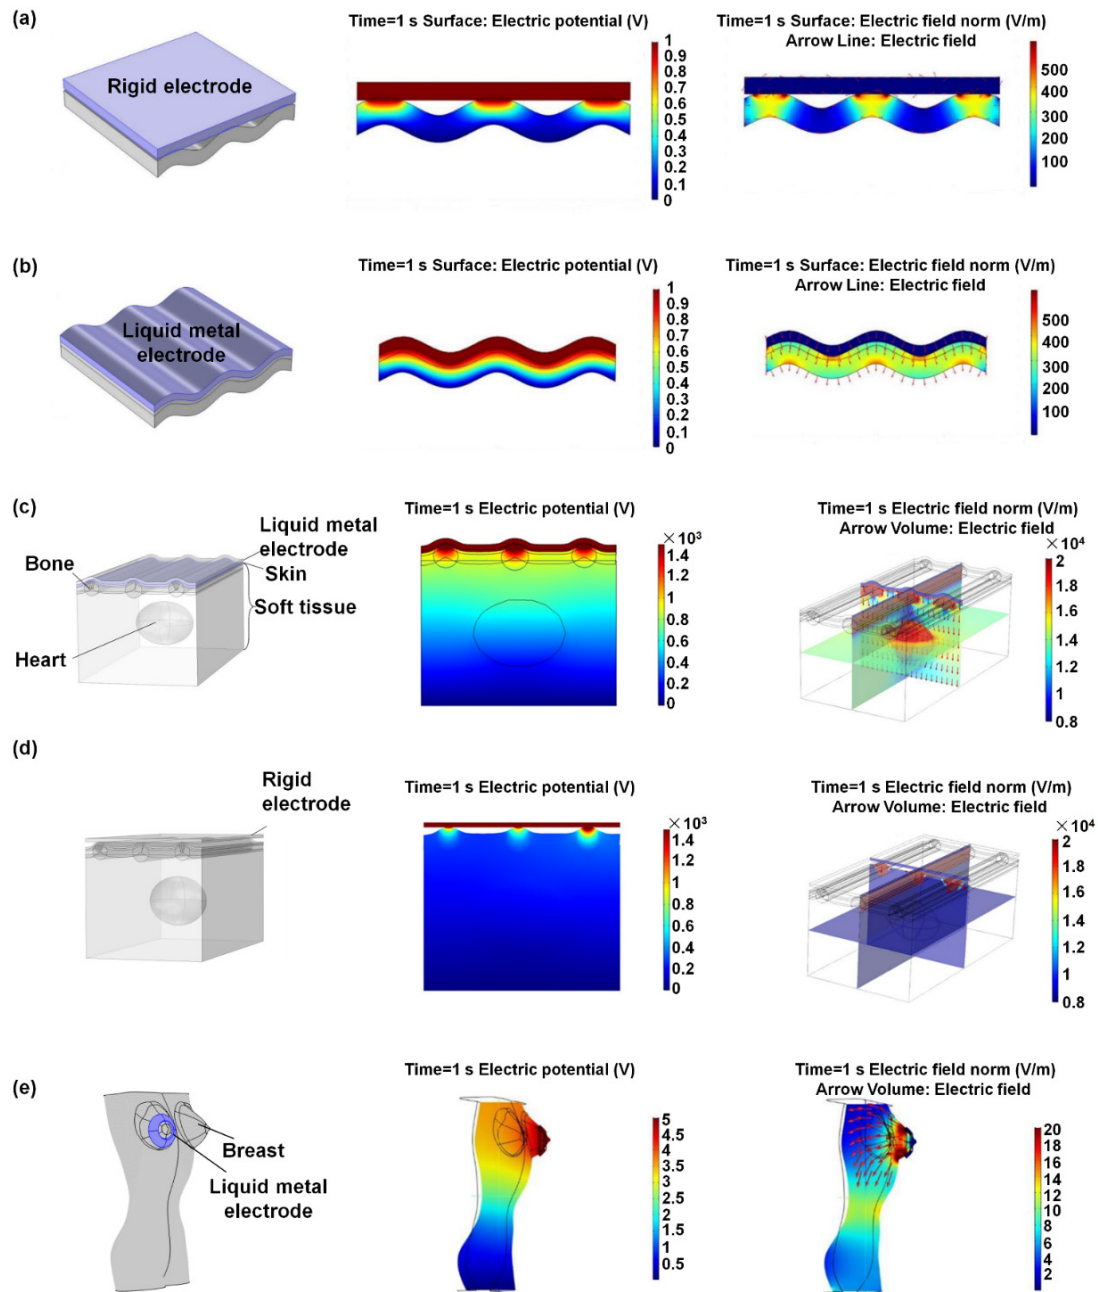 (a)
Rigid electrode
Time=1 s Surface: Electric potential (V)
1
0.9
0.8
0.7
0.6
0.5
0.4
0.3
0.2
0.1
0
Time=1 s Surface: Electric field norm (V/m)
Arrow Line: Electric field
500
400
300
200
100
(b)
Liquid metal
electrode
Time=1 s Surface: Electric potential (V)
1
0.9
0.8
0.7
0.6
0.5
0.4
0.3
0.2
0.1
0
Time=1 s Surface: Electric field norm (V/m)
Arrow Line: Electric field
500
400
300
200
100
(c)
Liquid metal
electrode
Bone
Skin
Soft tissue
Heart
Time=1 s Electric potential (V)
×10³
1.4
1.2
1
0.8
0.6
0.4
0.2
0
Time=1 s Electric field norm (V/m)
Arrow Volume: Electric field
×10⁴
2
1.8
1.6
1.4
1.2
1
0.8
(d)
Rigid
electrode
Time=1 s Electric potential (V)
×10³
1.4
1.2
1
0.8
0.6
0.4
0.2
0
Time=1 s Electric field norm (V/m)
Arrow Volume: Electric field
×10⁴
2
1.8
1.6
1.4
1.2
1
0.8
(e)
Breast
Liquid metal
electrode
Time=1 s Electric potential (V)
5
4.5
4
3.5
3
2.5
2
1.5
1
0.5
Time=1 s Electric field norm (V/m)
Arrow Volume: Electric field
20
18
16
14
12
10
8
6
4
2